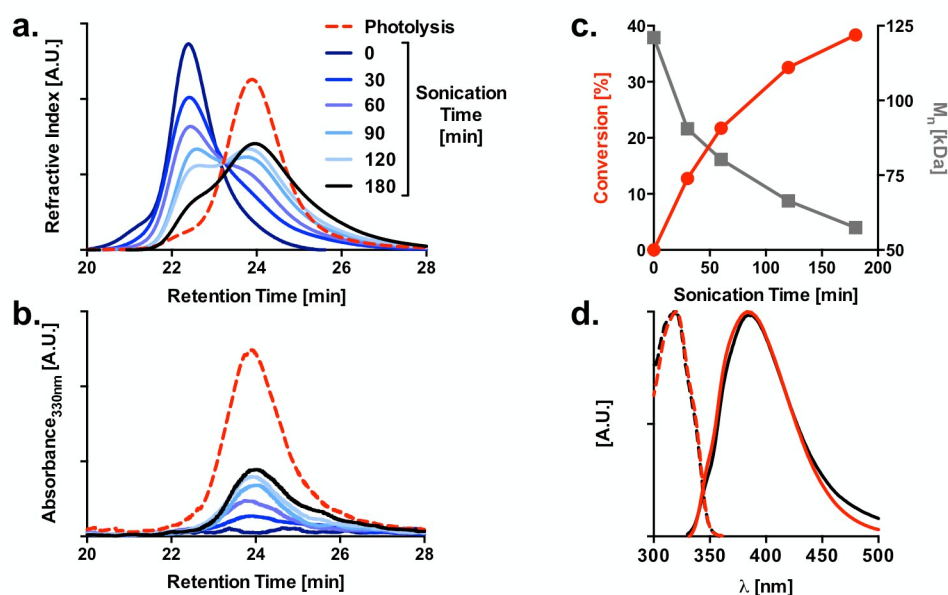 a.
Refractive Index [A.U.]
Photolysis
0
30
60
90
120
180
Sonication
Time
[min]
20 22 24 26 28
Retention Time [min]
c.
Conversion [%]
40
30
20
10
0
125
100
75
50
Mn [kDa]
0 50 100 150 200
Sonication Time [min]
b.
Absorbance330nm [A.U.]
20 22 24 26 28
Retention Time [min]
d.
[A.U.]
300 350 400 450 500
λ [nm]